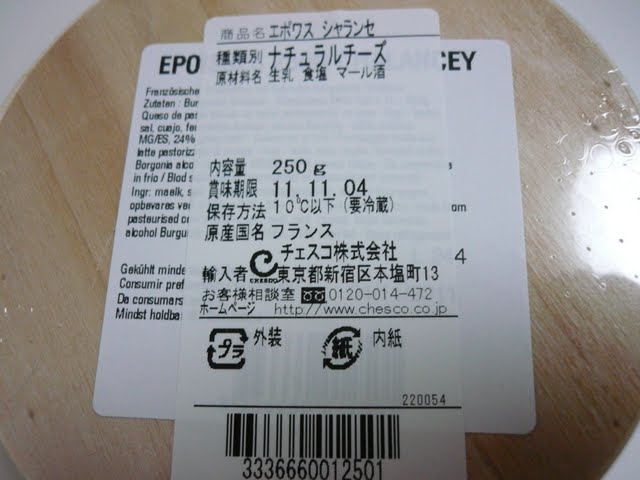 商品名 エポワス シャランセ
種類別 ナチュラルチーズ
原材料名 生乳 食塩 マール酒
EPO
CEY
Französische
Zutaten : Bu
Queso de pa
sal, cuajo, fe
MG/ES, 24%
latte pastoriz
Borgonia alco
in frio / Blod s
Ingr: maelk, s
opbevares ve
pasteurised c
alcohol Burgu
om
内容量 250g
賞味期限 11.11.04
保存方法 10℃以下(要冷蔵)
原産国名 フランス
チェスコ株式会社
輸入者 CHESCO 東京都新宿区本塩町13
お客様相談室 0120-014-472
ホームページ http://www.chesco.co.jp
4
Gekühlt minde
Consumir pref
Da consumars
Mindst holdba
プラ 外装 紙 内紙
220054
3336660012501